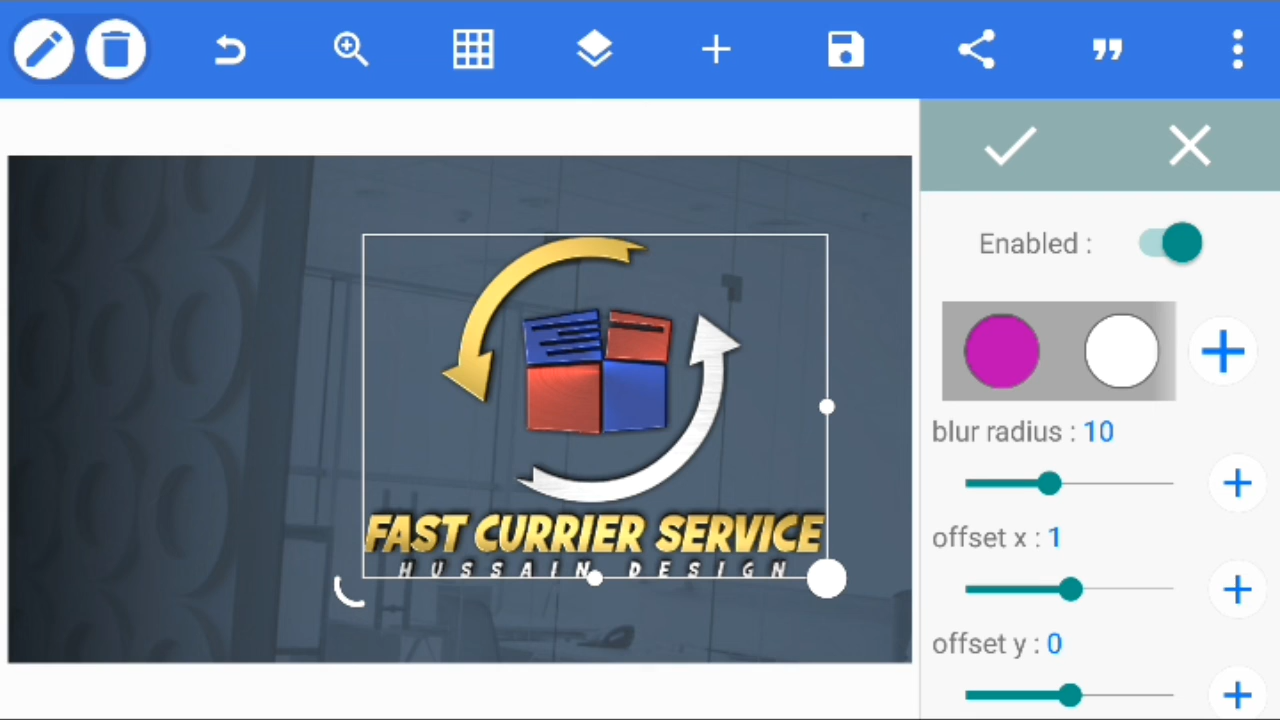 Enabled :
blur radius : 10
offset x : 1
offset y : 0
FAST CURRIER SERVICE
HUSSAIN DESIGN